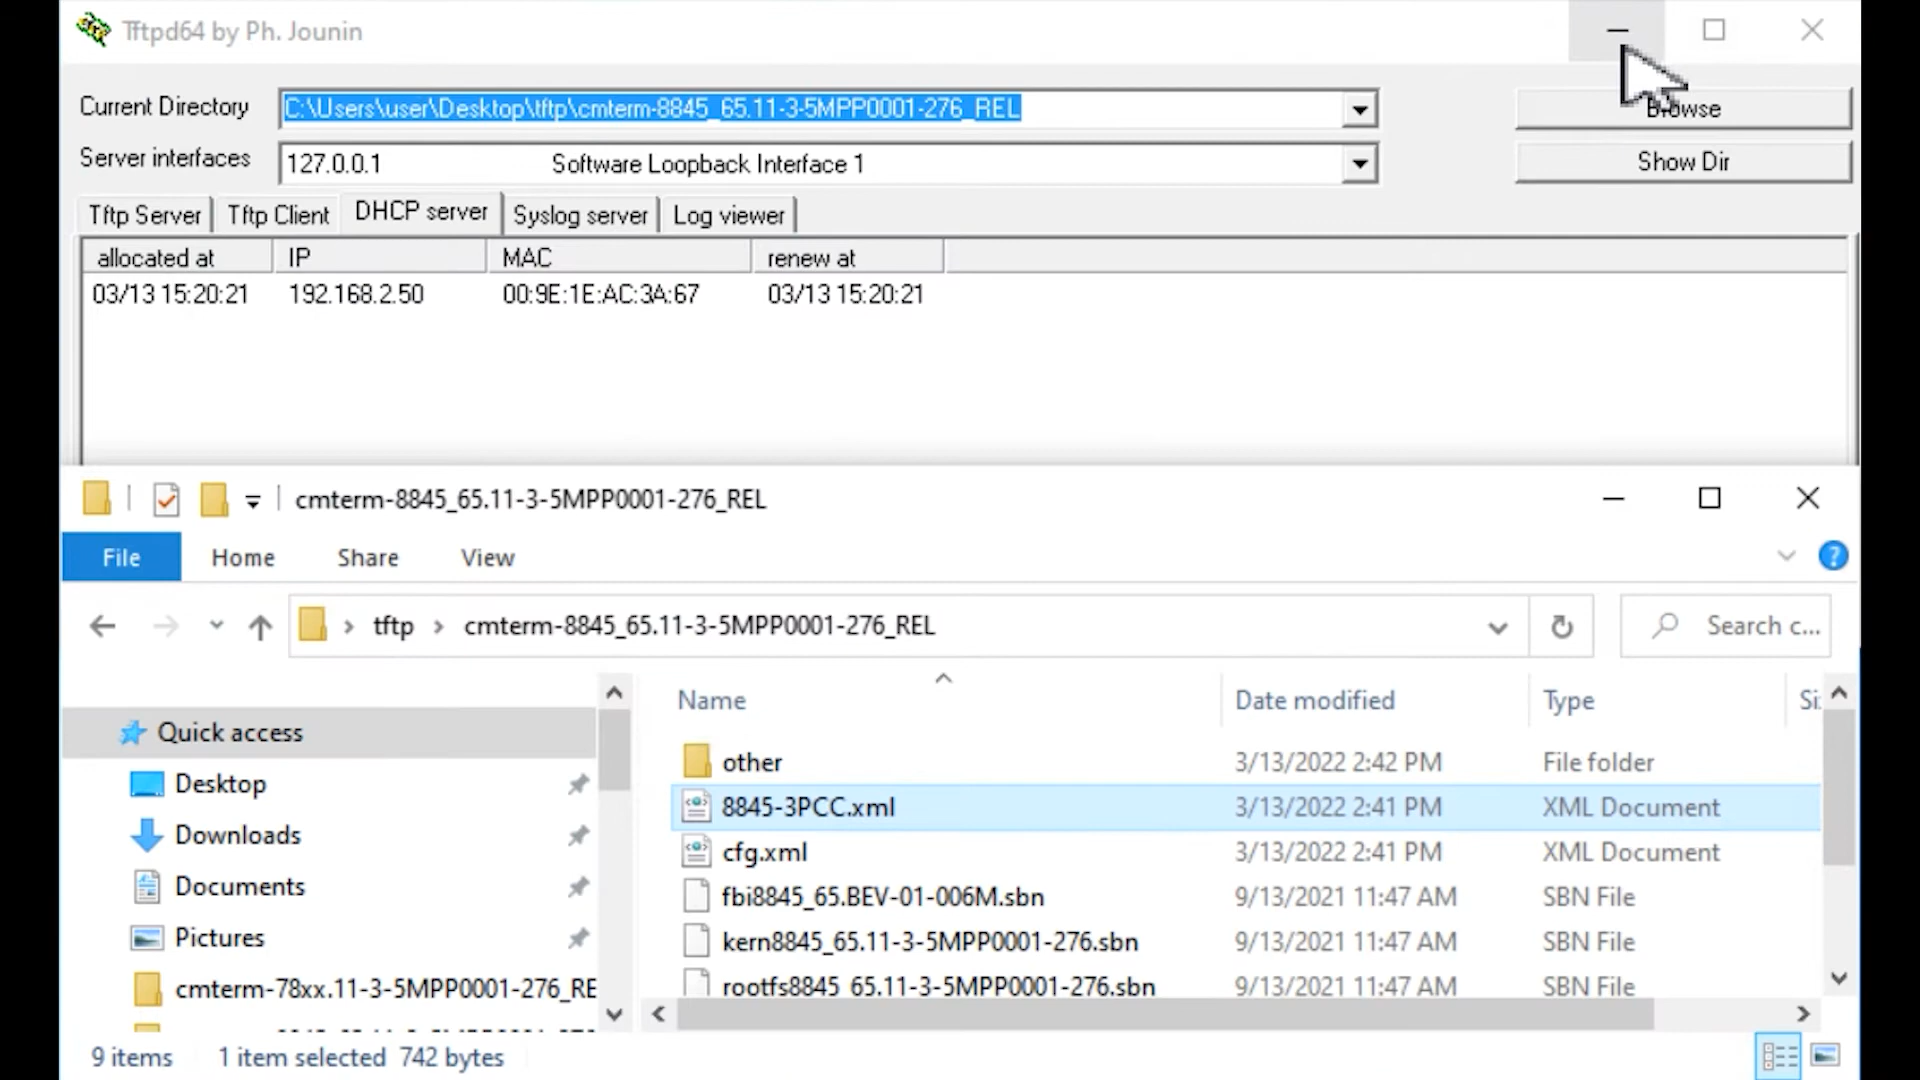 Tftpd64 by Ph. Jounin
Current Directory C:\Users\user\Desktop\tftp\cmterm-8845_65.11-3-5MPP0001-276_REL Browse
Server interfaces 127.0.0.1 Software Loopback Interface 1 Show Dir
Tftp Server Tftp Client DHCP server Syslog server Log viewer
allocated at IP MAC renew at
03/13 15:20:21 192.168.2.50 00:9E:1E:AC:3A:67 03/13 15:20:21
cmterm-8845_65.11-3-5MPP0001-276_REL
File Home Share View ?
tftp cmterm-8845_65.11-3-5MPP0001-276_REL Search c...
Name Date modified Type Si
Quick access
Desktop
Downloads
Documents
Pictures
cmterm-78xx.11-3-5MPP0001-276_RE
other 3/13/2022 2:42 PM File folder
8845-3PCC.xml 3/13/2022 2:41 PM XML Document
cfg.xml 3/13/2022 2:41 PM XML Document
fbi8845_65.BEV-01-006M.sbn 9/13/2021 11:47 AM SBN File
kern8845_65.11-3-5MPP0001-276.sbn 9/13/2021 11:47 AM SBN File
rootfs8845_65.11-3-5MPP0001-276.sbn 9/13/2021 11:47 AM SBN File
9 items 1 item selected 742 bytes